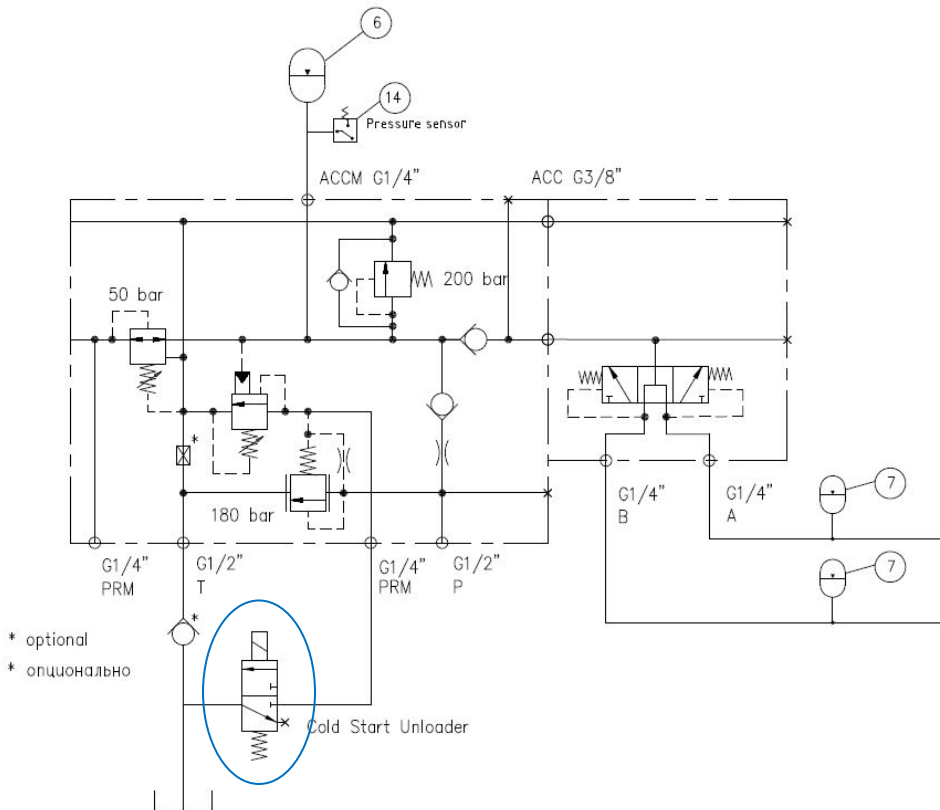 6
14
Pressure sensor
ACCM G1/4"
ACC G3/8"
50 bar
200 bar
*
180 bar
G1/4"
B
G1/4"
A
7
G1/4"
PRM
G1/2"
T
G1/4"
PRM
G1/2"
P
7
*
* optional
* опционально
Cold Start Unloader